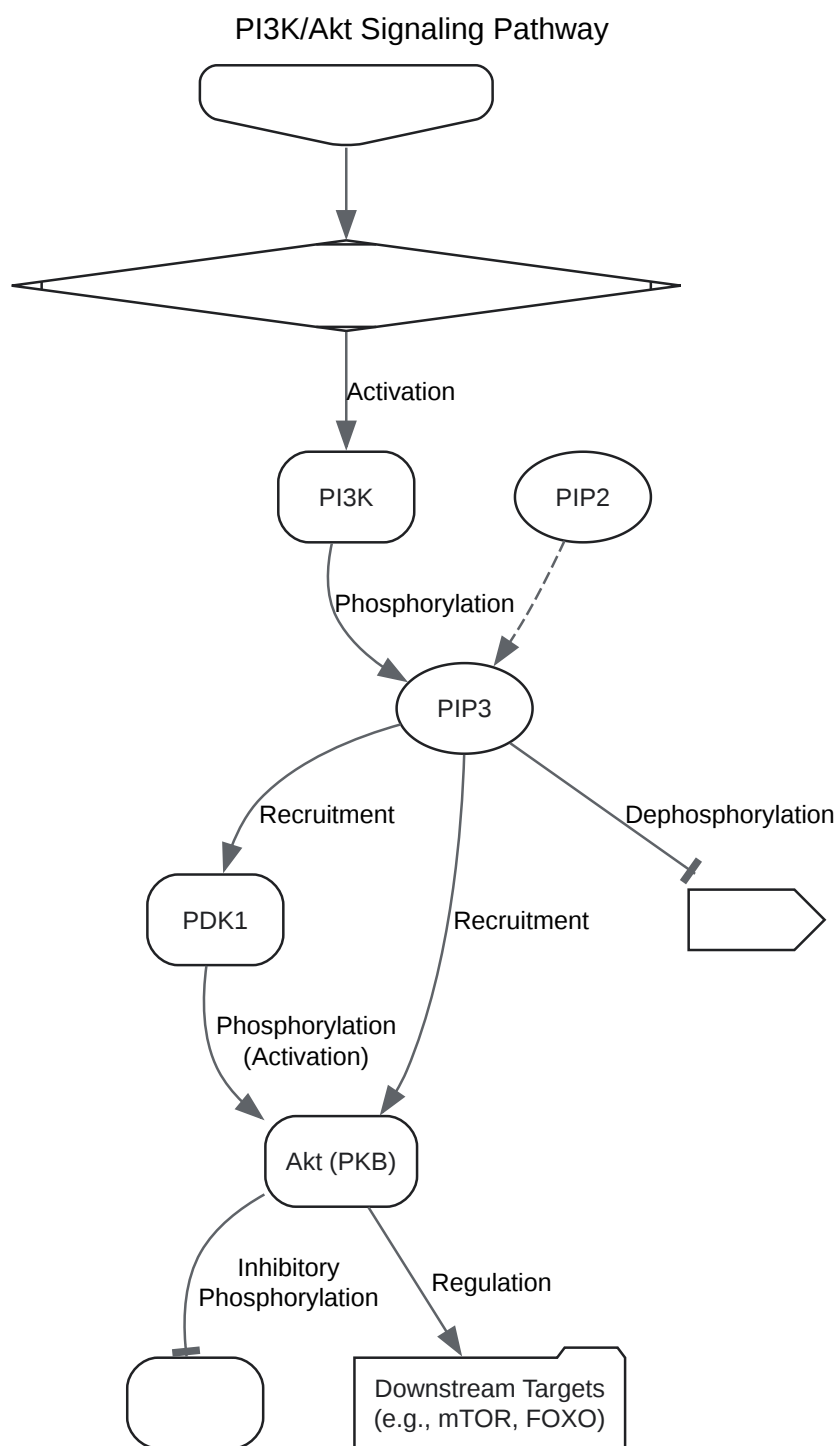 PI3K/Akt Signaling Pathway
Activation
PI3K
PIP2
Phosphorylation
PIP3
Recruitment
Dephosphorylation
PDK1
Recruitment
Phosphorylation
(Activation)
Akt (PKB)
Inhibitory
Phosphorylation
Regulation
Downstream Targets
(e.g., mTOR, FOXO)